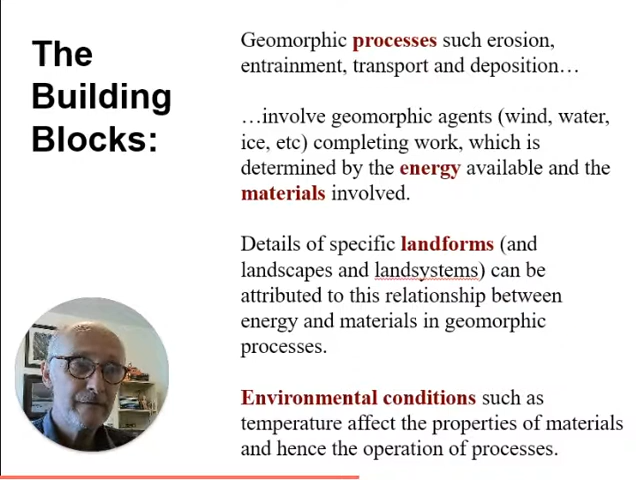 The
Building
Blocks:
Geomorphic processes such erosion,
entrainment, transport and deposition…
…involve geomorphic agents (wind, water,
ice, etc) completing work, which is
determined by the energy available and the
materials involved.
Details of specific landforms (and
landscapes and landsystems) can be
attributed to this relationship between
energy and materials in geomorphic
processes.
Environmental conditions such as
temperature affect the properties of materials
and hence the operation of processes.